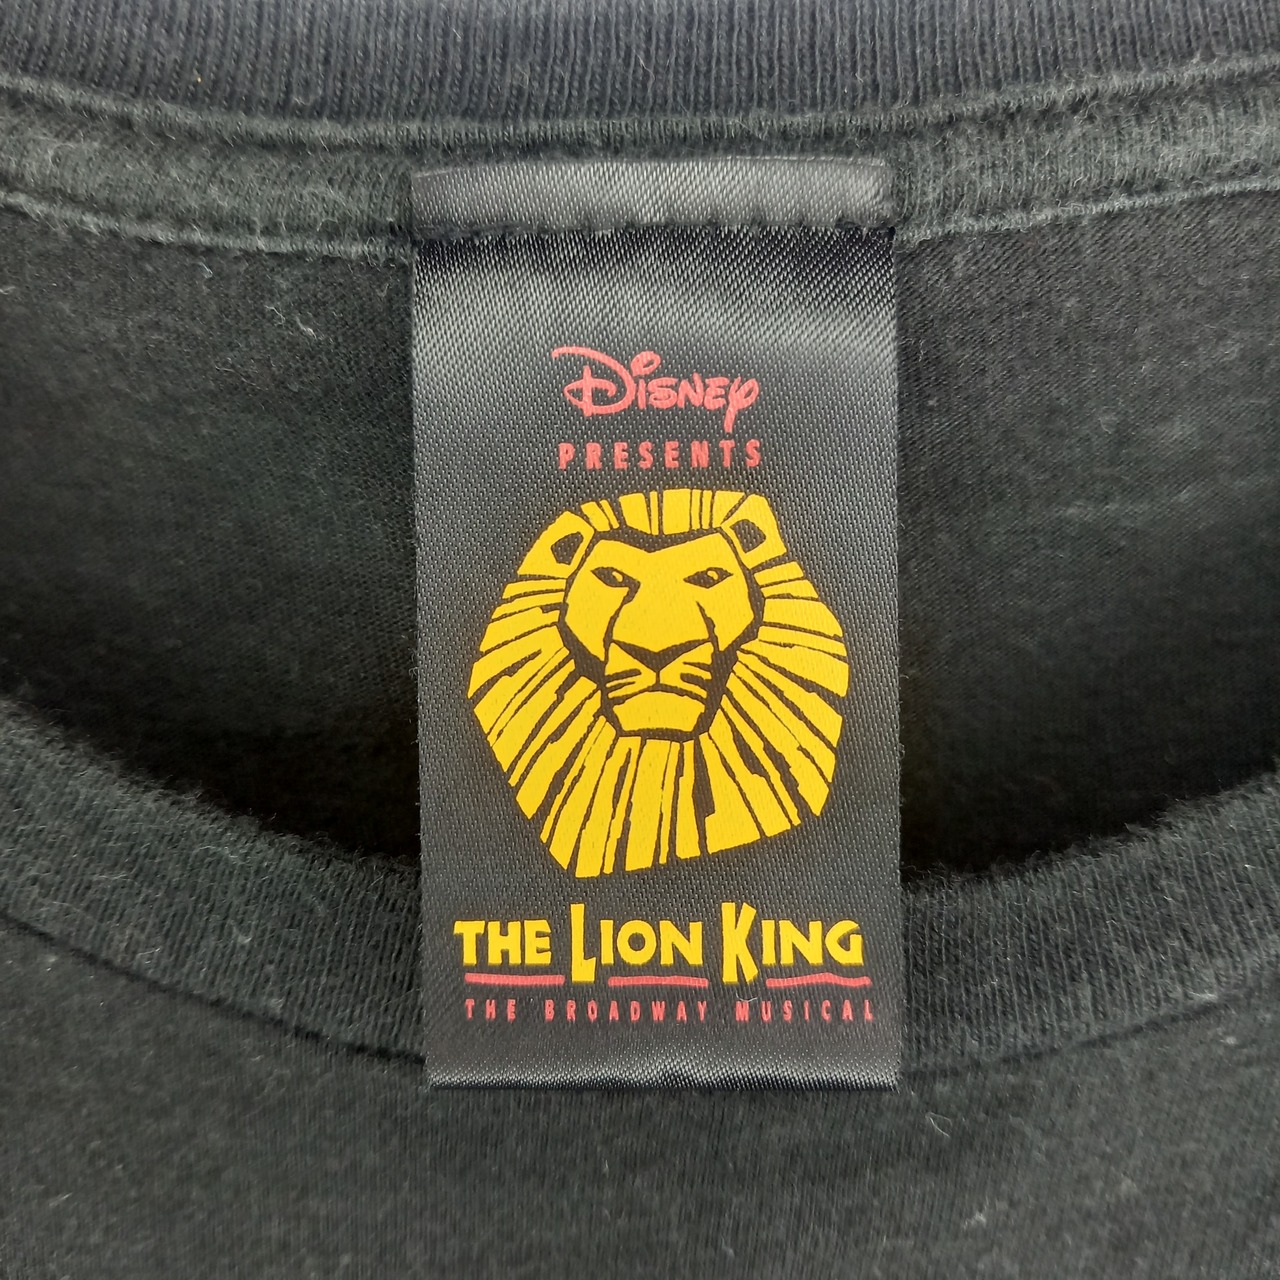 Disney
PRESENTS
THE LION KING
THE BROADWAY MUSICAL